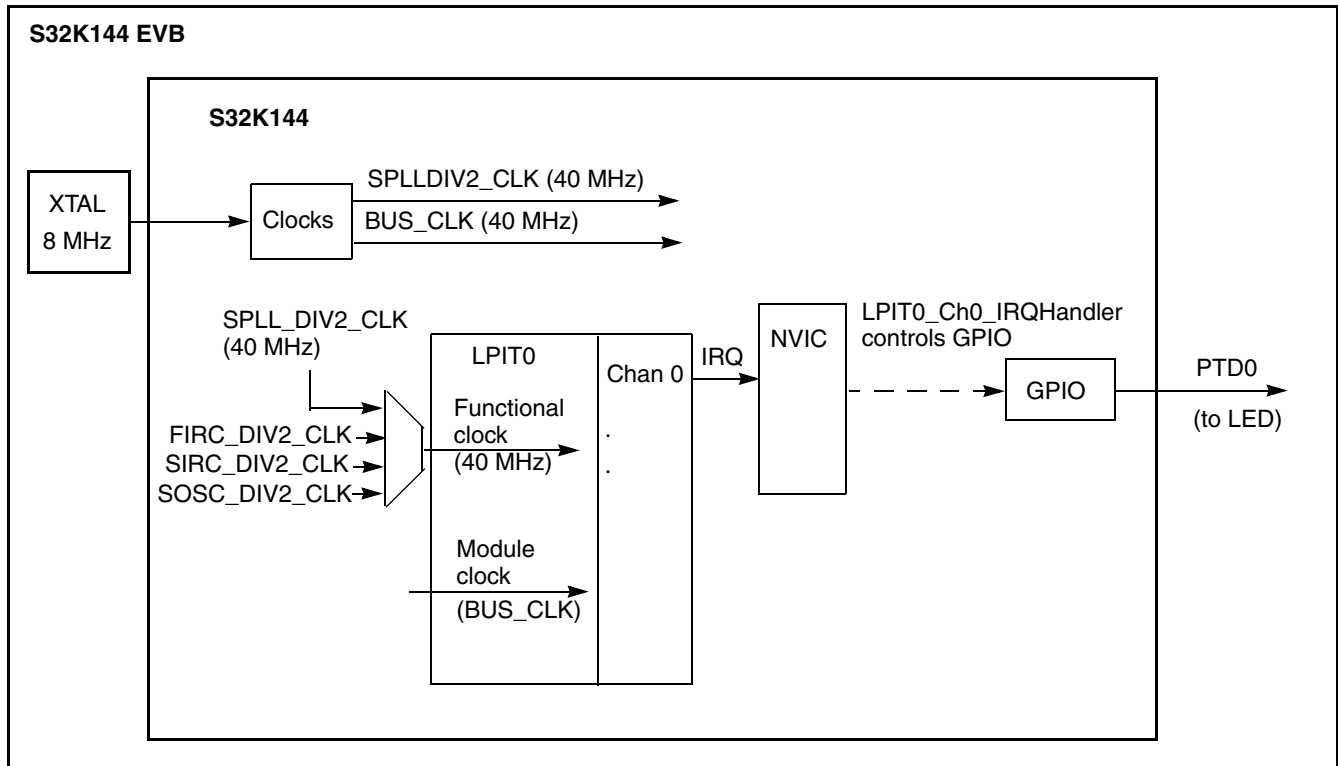 S32K144 EVB
S32K144
XTAL
8 MHz
Clocks
SPLLDIV2_CLK (40 MHz)
BUS_CLK (40 MHz)
SPLL_DIV2_CLK
(40 MHz)
FIRC_DIV2_CLK
SIRC_DIV2_CLK
SOSC_DIV2_CLK
LPIT0
Functional
clock
(40 MHz)
Module
clock
(BUS_CLK)
Chan 0
.
.
IRQ
NVIC
LPIT0_Ch0_IRQHandler
controls GPIO
GPIO
PTD0
(to LED)